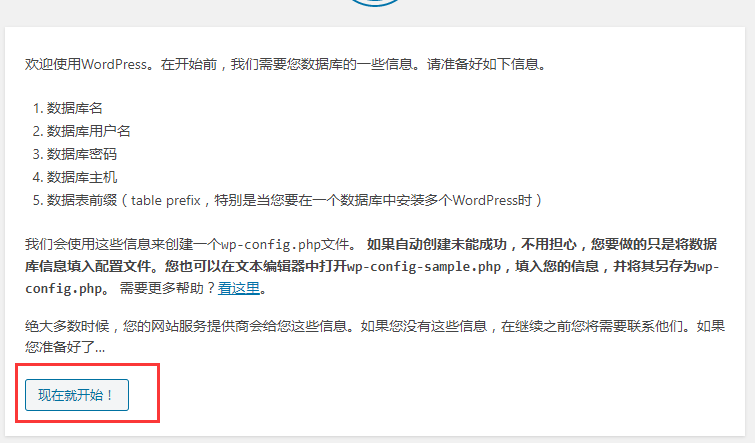 欢迎使用WordPress。在开始前，我们需要您数据库的一些信息。请准备好如下信息。
1. 数据库名
2. 数据库用户名
3. 数据库密码
4. 数据库主机
5. 数据表前缀（table prefix，特别是当您要在一个数据库中安装多个WordPress时）
我们会使用这些信息来创建一个wp-config.php文件。 如果自动创建未能成功，不用担心，您要做的只是将数据
库信息填入配置文件。您也可以在文本编辑器中打开wp-config-sample.php，填入您的信息，并将其另存为wp-
config.php。 需要更多帮助？看这里。
绝大多数时候，您的网站服务提供商会给您这些信息。如果您没有这些信息，在继续之前您将需要联系他们。如果
您准备好了…
现在就开始！